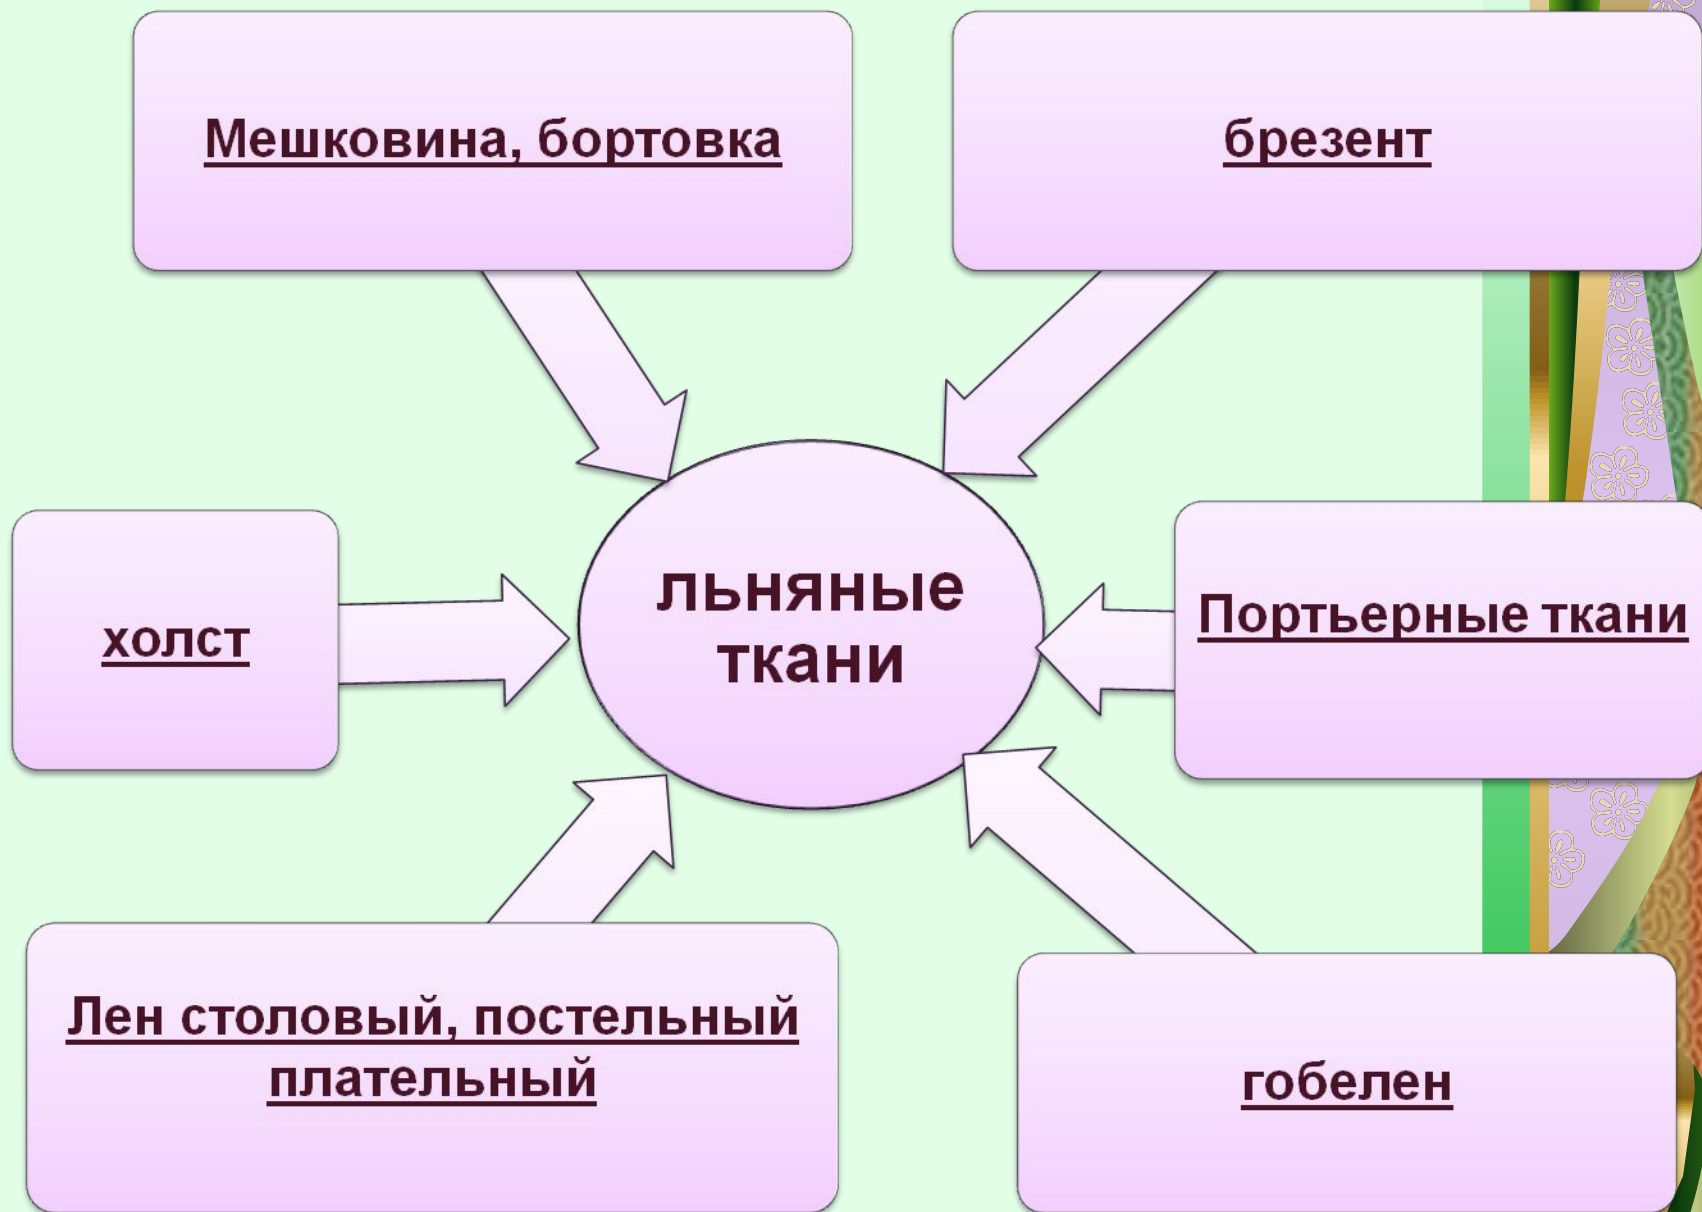 Мешковина, бортовка
брезент
льняные
ткани
холст
Портьерные ткани
Лен столовый, постельный
плательный
гобелен